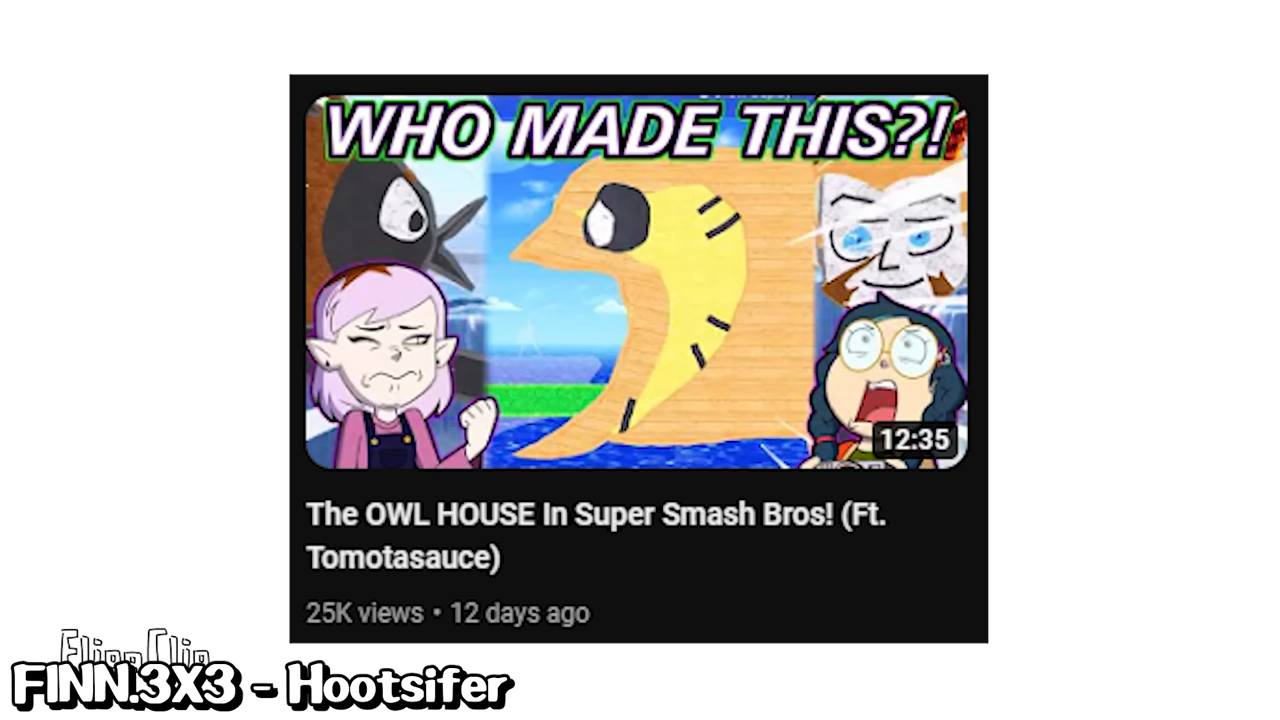 WHO MADE THIS?!
12:35
The OWL HOUSE In Super Smash Bros! (Ft.
Tomotasauce)
25K views • 12 days ago
FlipaClip
FINN.3X3 - Hootsifer